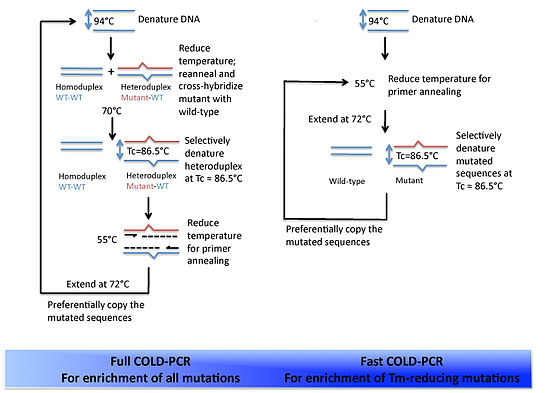 94°C
Denature DNA
+
Homoduplex
WT-WT
Heteroduplex
Mutant-WT
Reduce
temperature;
reanneal and
cross-hybridize
mutant with
wild-type
70°C
Homoduplex
WT-WT
Tc=86.5°C
Heteroduplex
Mutant-WT
Selectively
denature
heteroduplex
at Tc = 86.5°C
55°C
Reduce
temperature
for primer
annealing
Extend at 72°C
Preferentially copy the
mutated sequences
Full COLD-PCR
For enrichment of all mutations
94°C
Denature DNA
55°C
Reduce temperature for
primer annealing
Extend at 72°C
Wild-type
Tc=86.5°C
Mutant
Selectively
denature
mutated
sequences at
Tc ≈ 86.5°C
Preferentially copy the
mutated sequences
Fast COLD-PCR
For enrichment of Tm-reducing mutations